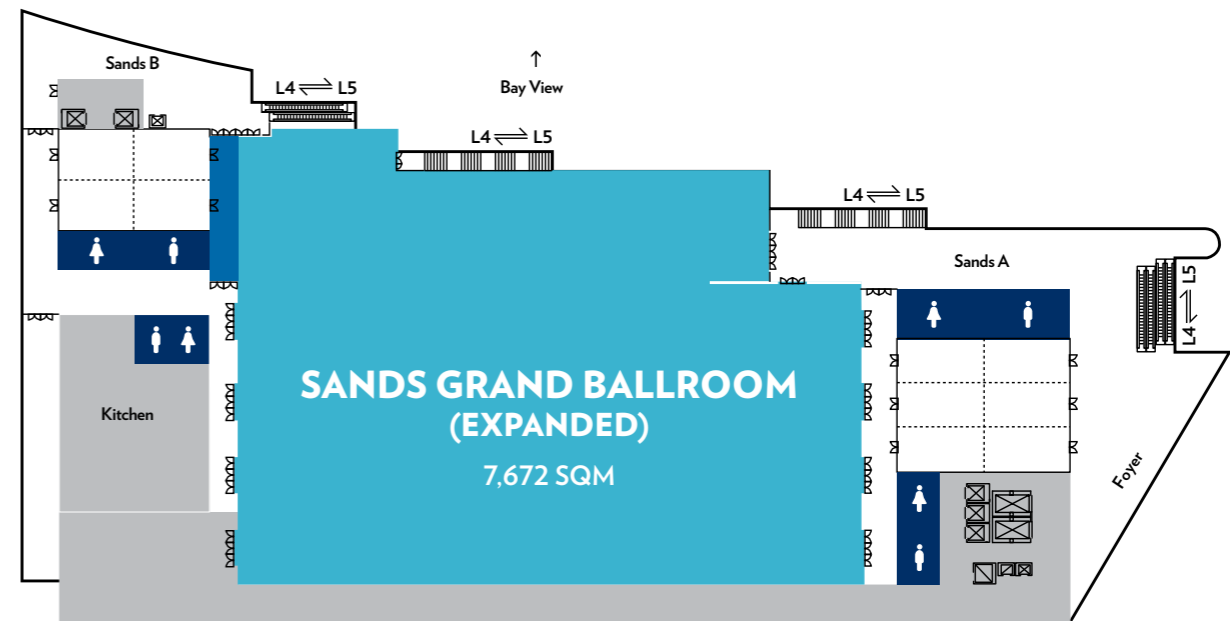 Sands B
↑
Bay View
L4 ⇌ L5
L4 ⇌ L5
L4 ⇌ L5
Sands A
L4 ⇌ L5
SANDS GRAND BALLROOM
(EXPANDED)
7,672 SQM
Kitchen
Foyer